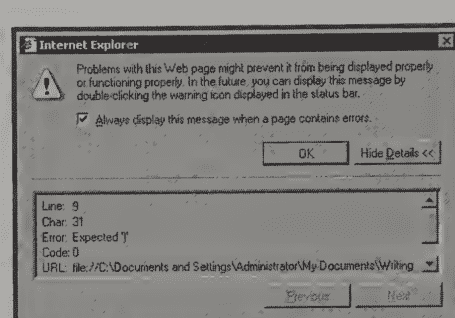 Internet Explorer
Problems with this Web page might prevent it from being displayed properly
or functioning properly. In the future, you can display this message by
double-clicking the warning icon displayed in the status bar.
Always display this message when a page contains errors.
OK
Hide Details <<
Line: 9
Char: 31
Error: Expected ')'
Code: 0
URL: file://C:\Documents and Settings\Administrator\My Documents\Writing
Previous
Next